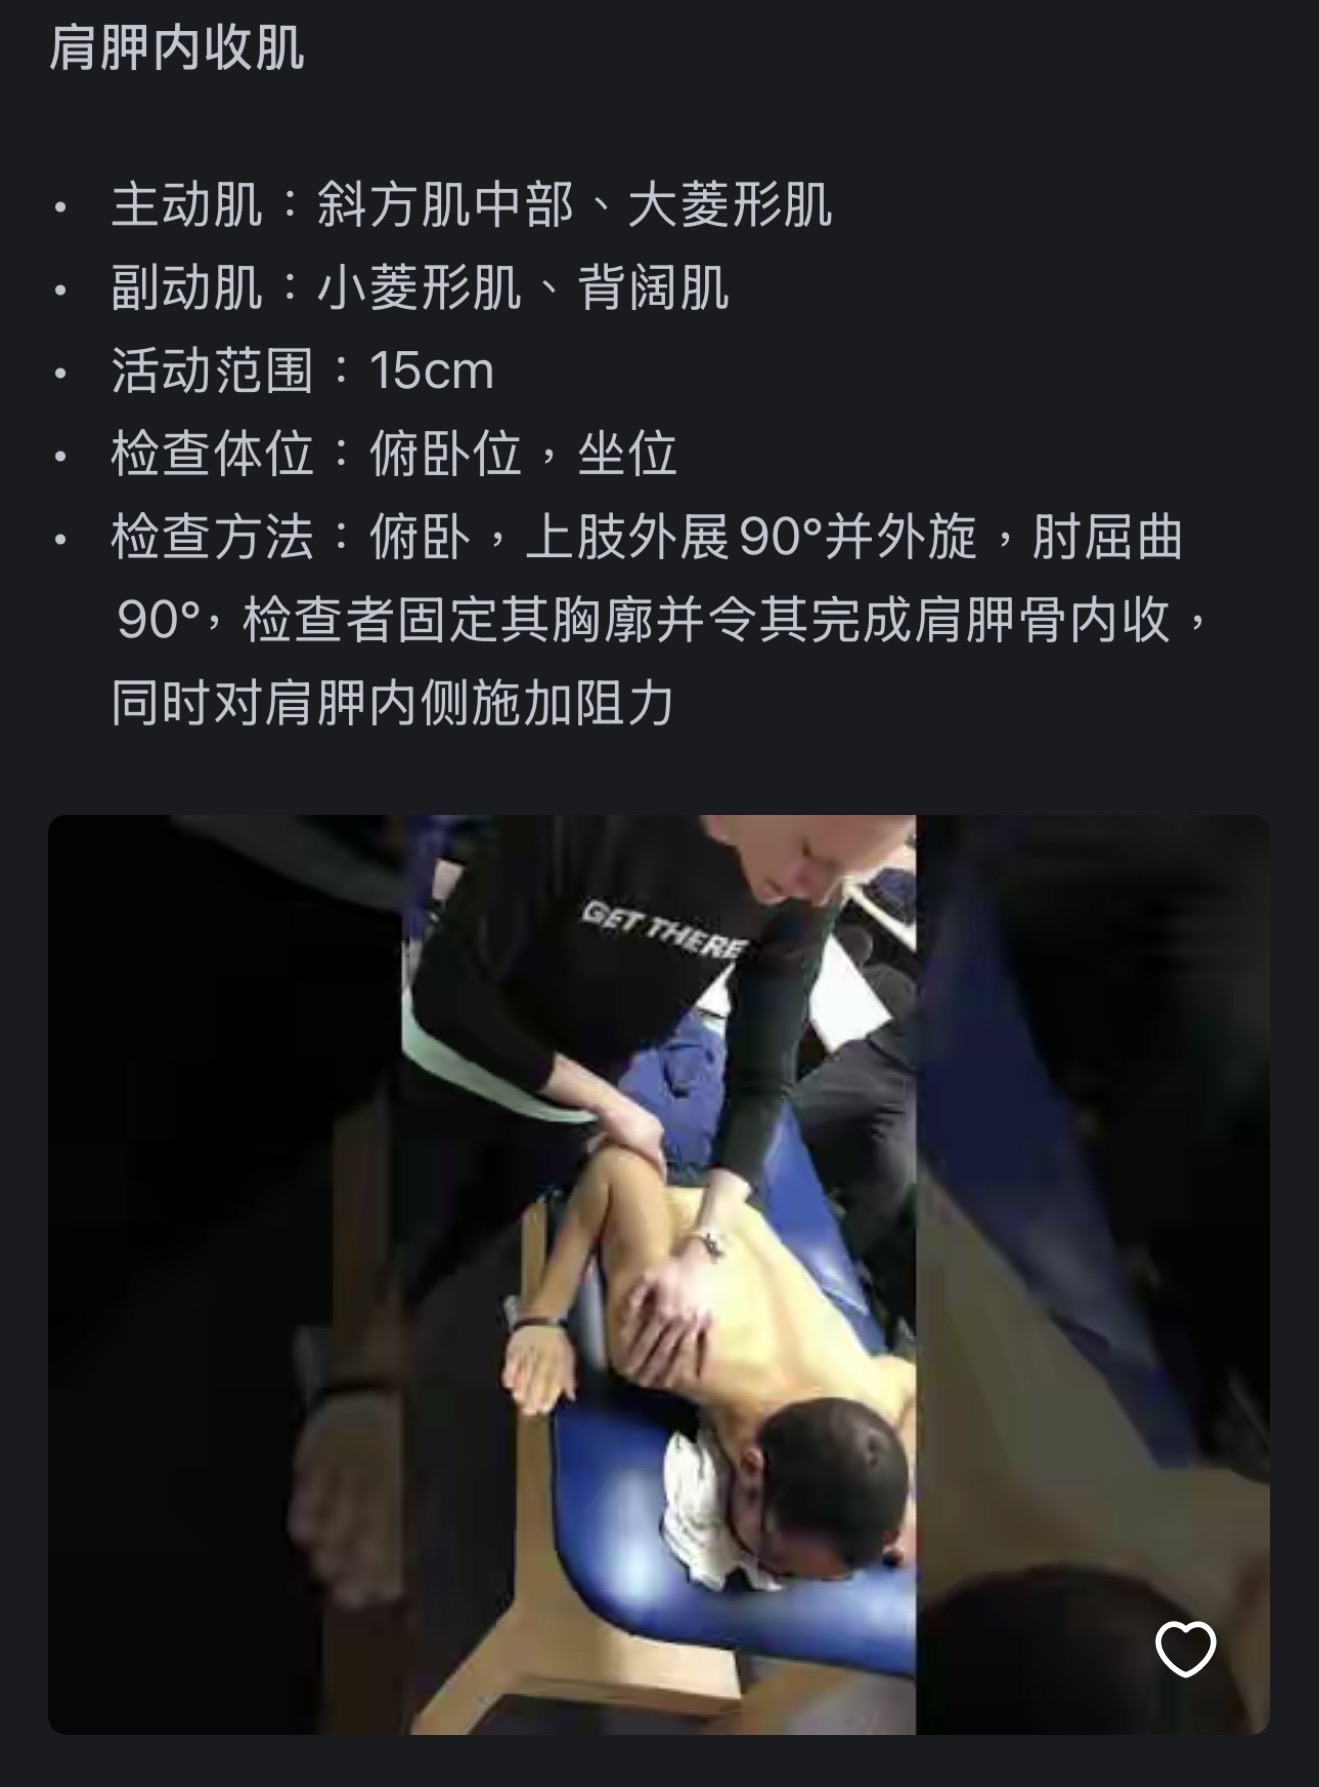 肩胛内收肌
• 主动肌：斜方肌中部、大菱形肌
• 副动肌：小菱形肌、背阔肌
• 活动范围：15cm
• 检查体位：俯卧位，坐位
• 检查方法：俯卧，上肢外展90°并外旋，肘屈曲
90°，检查者固定其胸廓并令其完成肩胛骨内收，
同时对肩胛内侧施加阻力
GET THERE